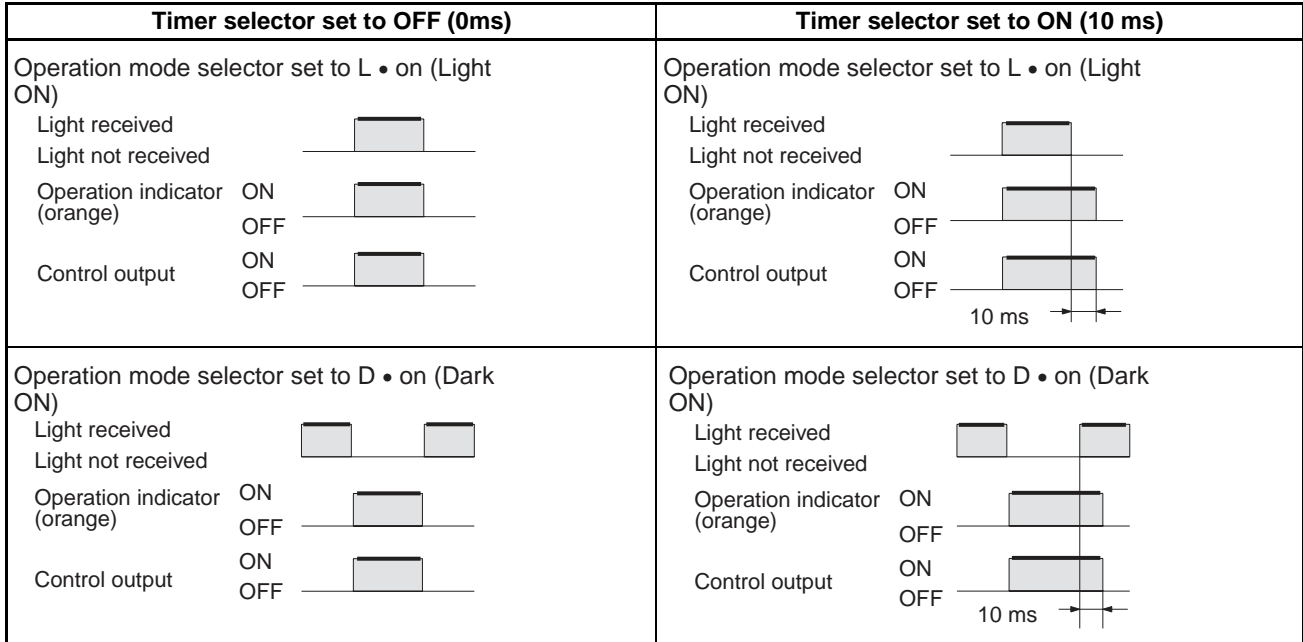 Timer selector set to OFF (0ms)
Timer selector set to ON (10 ms)
Operation mode selector set to L • on (Light
ON)
Light received
Light not received
Operation indicator ON
(orange)
OFF
ON
Control output
OFF
Operation mode selector set to L • on (Light
ON)
Light received
Light not received
Operation indicator ON
(orange)
OFF
ON
Control output
OFF
10 ms
Operation mode selector set to D • on (Dark
ON)
Light received
Light not received
Operation indicator ON
(orange)
OFF
ON
Control output
OFF
Operation mode selector set to D • on (Dark
ON)
Light received
Light not received
Operation indicator ON
(orange)
OFF
ON
Control output
OFF
10 ms